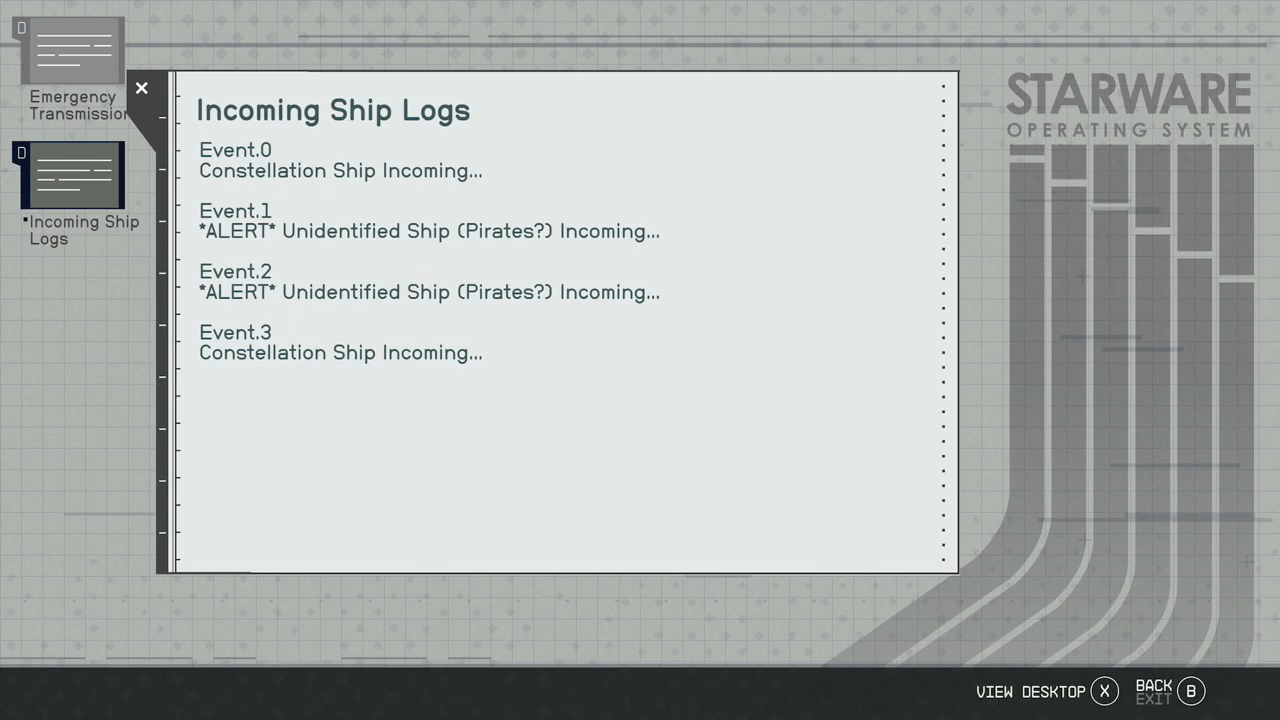 D
Emergency
Transmission
D
Incoming Ship
Logs
×
Incoming Ship Logs
Event.0
Constellation Ship Incoming...
Event.1
*ALERT* Unidentified Ship (Pirates?) Incoming...
Event.2
*ALERT* Unidentified Ship (Pirates?) Incoming...
Event.3
Constellation Ship Incoming...
STARWARE
OPERATING SYSTEM
VIEW DESKTOP X
BACK B
EXIT